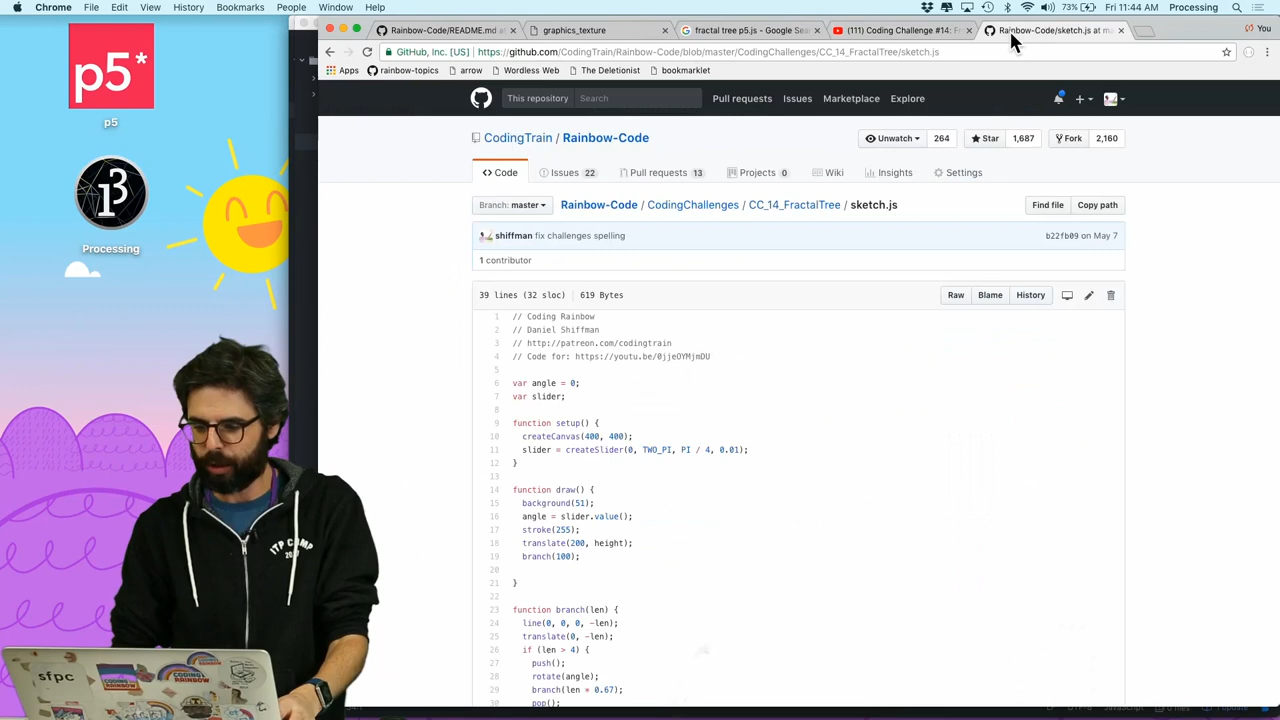 Chrome File Edit View History Bookmarks People Window Help 73% Fri 11:44 AM Processing
Rainbow-Code/README.md an
graphics_texture
fractal tree p5.js - Google Sea
(111) Coding Challenge #14: Fr
Rainbow-Code/sketch.js at ma
You
GitHub, Inc. [US] https://github.com/CodingTrain/Rainbow-Code/blob/master/CodingChallenges/CC_14_FractalTree/sketch.js
Apps rainbow-topics arrow Wordless Web The Deletionist bookmarklet
This repository Search Pull requests Issues Marketplace Explore
CodingTrain / Rainbow-Code Unwatch 264 Star 1,687 Fork 2,160
Code Issues 22 Pull requests 13 Projects 0 Wiki Insights Settings
Branch: master Rainbow-Code / CodingChallenges / CC_14_FractalTree / sketch.js Find file Copy path
shiffman fix challenges spelling b22fb09 on May 7
1 contributor
39 lines (32 sloc) 619 Bytes Raw Blame History
1 // Coding Rainbow
2 // Daniel Shiffman
3 // http://patreon.com/codingtrain
4 // Code for: https://youtu.be/0jjeOYMjmDU
5
6 var angle = 0;
7 var slider;
8
9 function setup() {
10 createCanvas(400, 400);
11 slider = createSlider(0, TWO_PI, PI / 4, 0.01);
12 }
13
14 function draw() {
15 background(51);
16 angle = slider.value();
17 stroke(255);
18 translate(200, height);
19 branch(100);
20
21 }
22
23 function branch(len) {
24 line(0, 0, 0, -len);
25 translate(0, -len);
26 if (len > 4) {
27 push();
28 rotate(angle);
29 branch(len * 0.67);
30 pop();
p5*
p5
Processing
ITP CAMP
sfpc
CODING RAINBOW